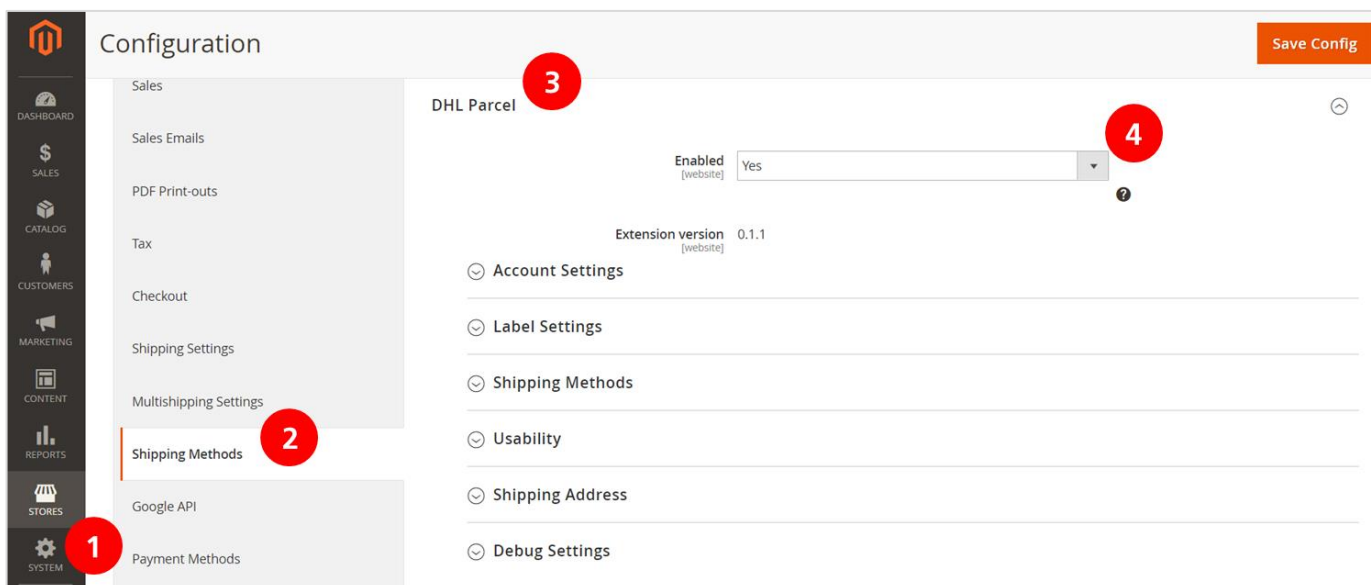 Configuration
Save Config
DASHBOARD
SALES
CATALOG
CUSTOMERS
MARKETING
CONTENT
REPORTS
STORES
SYSTEM
1
Sales
Sales Emails
PDF Print-outs
Tax
Checkout
Shipping Settings
Multishipping Settings
2
Shipping Methods
Google API
Payment Methods
3
DHL Parcel
4
Enabled Yes
[website]
?
Extension version 0.1.1
[website]
Account Settings
Label Settings
Shipping Methods
Usability
Shipping Address
Debug Settings